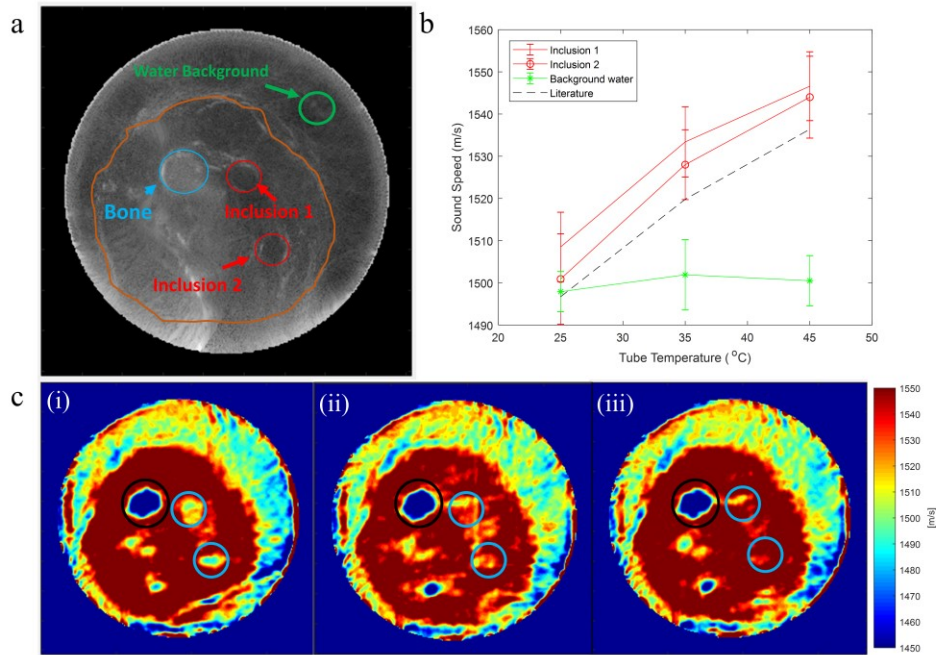 a
Water Background
Bone
Inclusion 1
Inclusion 2
b
1560
1550
1540
1530
1520
1510
1500
1490
20
25
30
35
40
45
50
Sound Speed (m/s)
Tube Temperature (°C)
Inclusion 1
Inclusion 2
Background water
Literature
c
(i)
(ii)
(iii)
1550
1540
1530
1520
1510
1500
1490
1480
1470
1460
1450
[m/s]